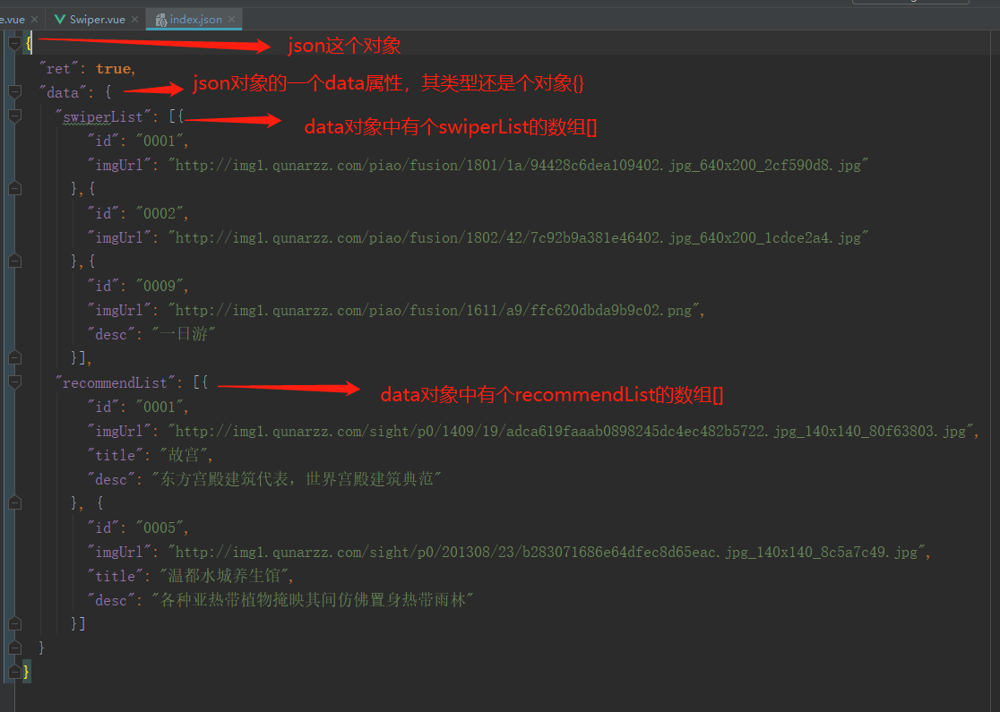 e.vue Swiper.vue index.json
{ json这个对象
"ret": true,
"data": { json对象的一个data属性，其类型还是个对象{}
"swiperList": [{ data对象中有个swiperList的数组[]
"id": "0001",
"imgUrl": "http://img1.qunarzz.com/piao/fusion/1801/1a/94428c6dea109402.jpg_640x200_2cf590d8.jpg"
},{
"id": "0002",
"imgUrl": "http://img1.qunarzz.com/piao/fusion/1802/42/7c92b9a381e46402.jpg_640x200_1cdce2a4.jpg"
},{
"id": "0009",
"imgUrl": "http://img1.qunarzz.com/piao/fusion/1611/a9/ffc620dbda9b9c02.png",
"desc": "一日游"
}],
"recommendList": [{ data对象中有个recommendList的数组[]
"id": "0001",
"imgUrl": "http://img1.qunarzz.com/sight/p0/1409/19/adca619faaab0898245dc4ec482b5722.jpg_140x140_80f63803.jpg",
"title": "故宫",
"desc": "东方宫殿建筑代表，世界宫殿建筑典范"
}, {
"id": "0005",
"imgUrl": "http://img1.qunarzz.com/sight/p0/201308/23/b283071686e64dfec8d65eac.jpg_140x140_8c5a7c49.jpg",
"title": "温都水城养生馆",
"desc": "各种亚热带植物掩映其间仿佛置身热带雨林"
}]
}
}